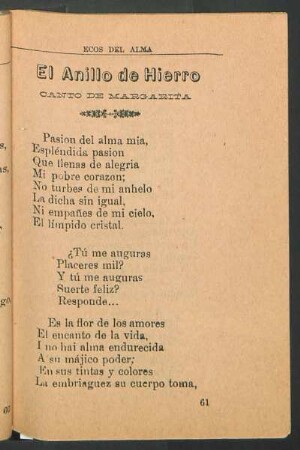 ECOS DEL ALMA
El Anillo de Hierro
CANTO DE MARGARITA
Pasion del alma mia,
Espléndida pasion
Que llenas de alegria
Mi pobre corazon;
No turbes de mi anhelo
La dicha sin igual,
Ni empañes de mi cielo,
El límpido cristal.
¿Tú me auguras
Placeres mil?
Y tú me auguras
Suerte feliz?
Responde...
Es la flor de los amores
El encanto de la vida,
I no hai alma endurecida
A su májico poder;
En sus tintas y colores
La embriaguez su cuerpo toma,
61